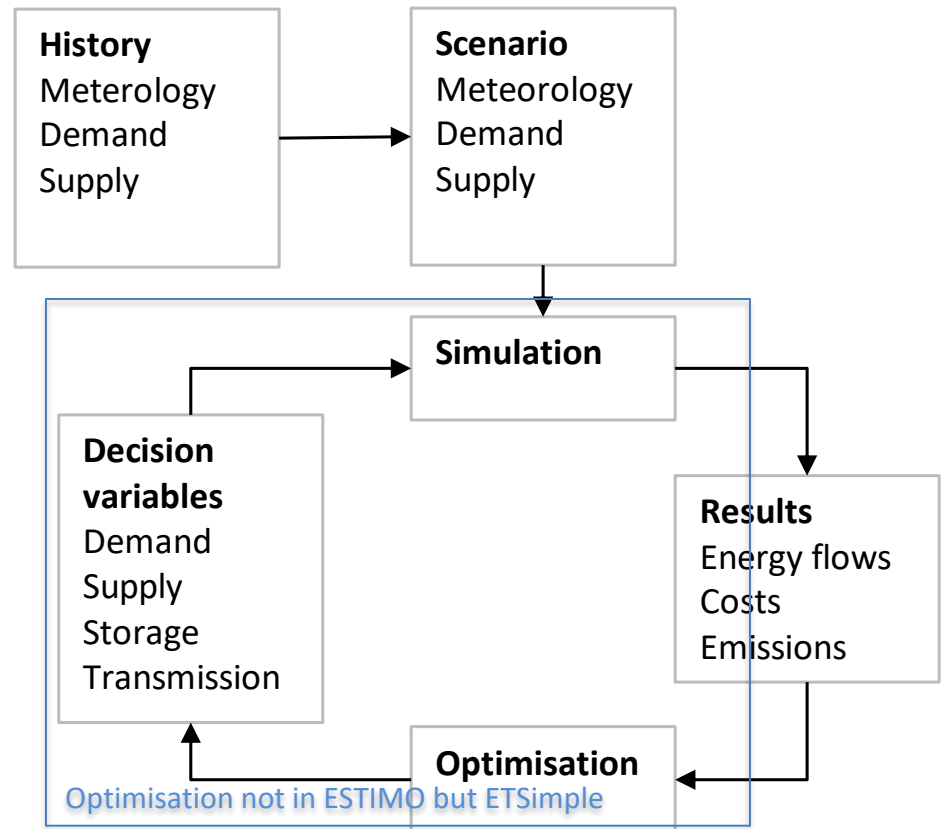 History
Meterology
Demand
Supply
Scenario
Meteorology
Demand
Supply
Simulation
Decision
variables
Demand
Supply
Storage
Transmission
Results
Energy flows
Costs
Emissions
Optimisation
Optimisation not in ESTIMO but ETSimple